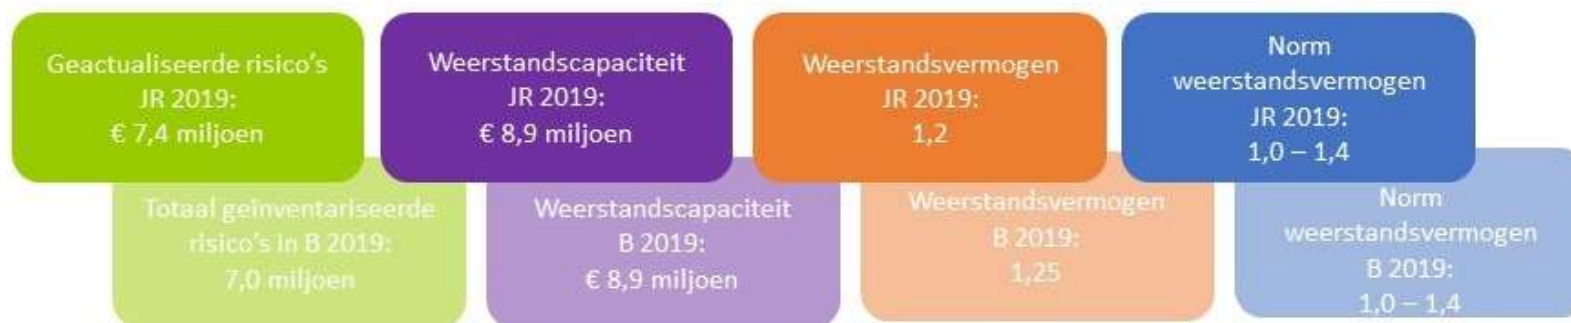 Geactualiseerde risico's
JR 2019:
€ 7,4 miljoen
Weerstandscapaciteit
JR 2019:
€ 8,9 miljoen
Weerstandsvermogen
JR 2019:
1,2
Norm
weerstandsvermogen
JR 2019:
1,0 – 1,4
Totaal geïnventariseerde
risico's in B 2019:
7,0 miljoen
Weerstandscapaciteit
B 2019:
€ 8,9 miljoen
Weerstandsvermogen
B 2019:
1,25
Norm
weerstandsvermogen
B 2019:
1,0 – 1,4